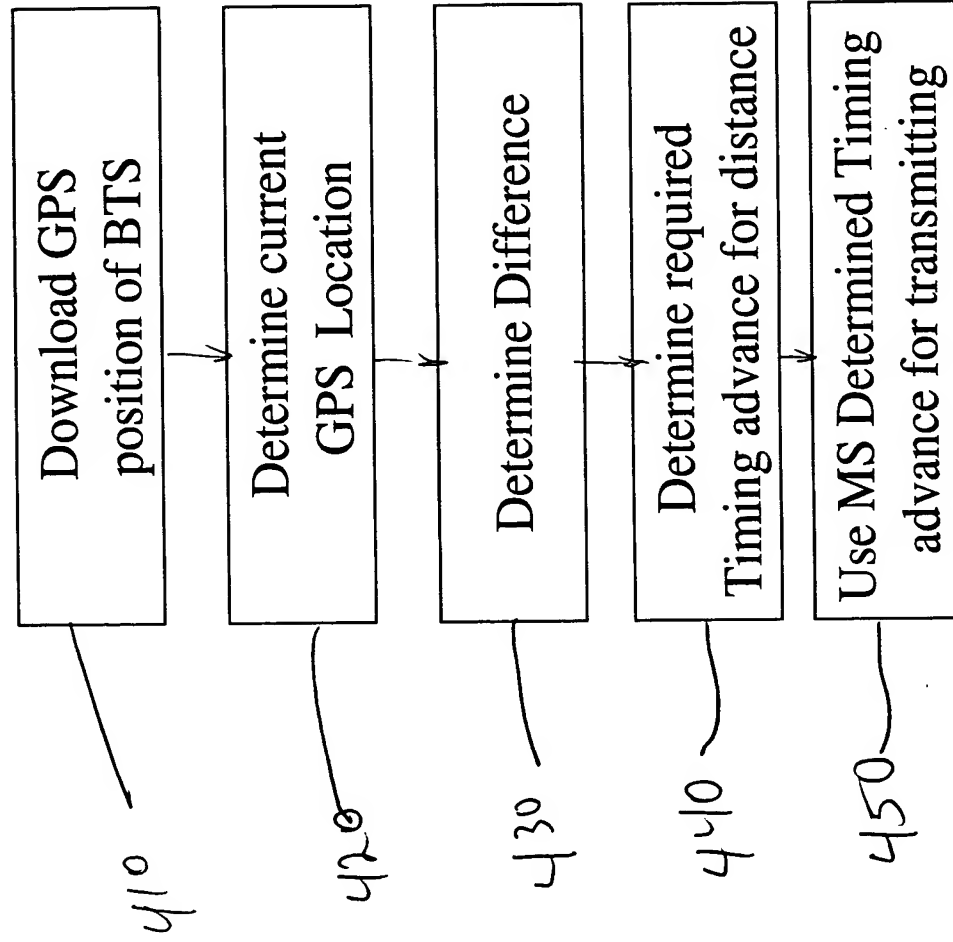 Download GPS
position of BTS
410
Determine current
GPS Location
420
Determine Difference
430
Determine required
Timing advance for distance
440
Use MS Determined Timing
advance for transmitting
450